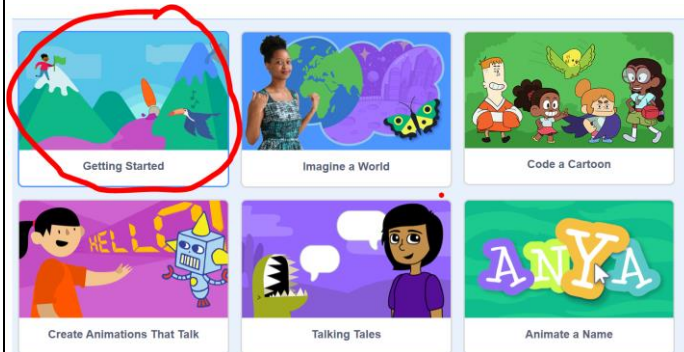 Getting Started
Imagine a World
Code a Cartoon
HELLO!
ANYA
Create Animations That Talk
Talking Tales
Animate a Name